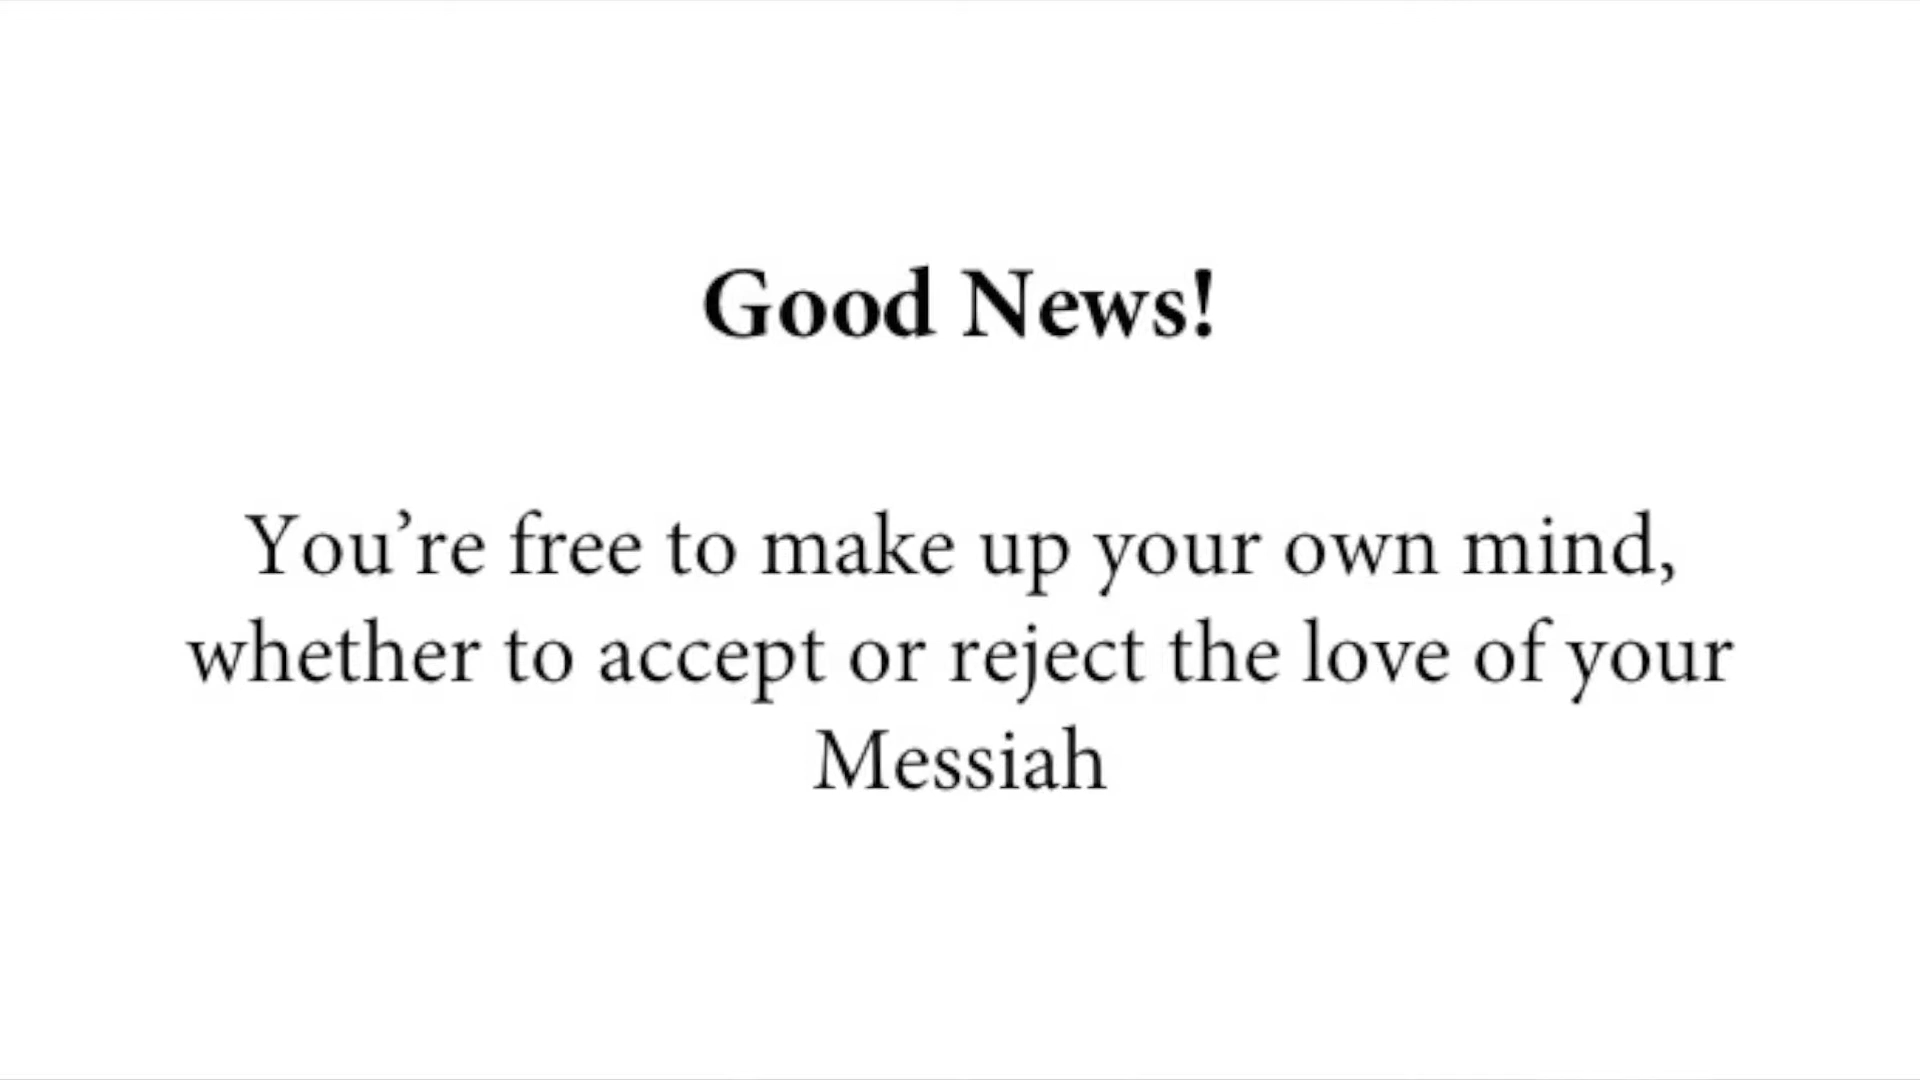 Good News!
You’re free to make up your own mind,
whether to accept or reject the love of your
Messiah